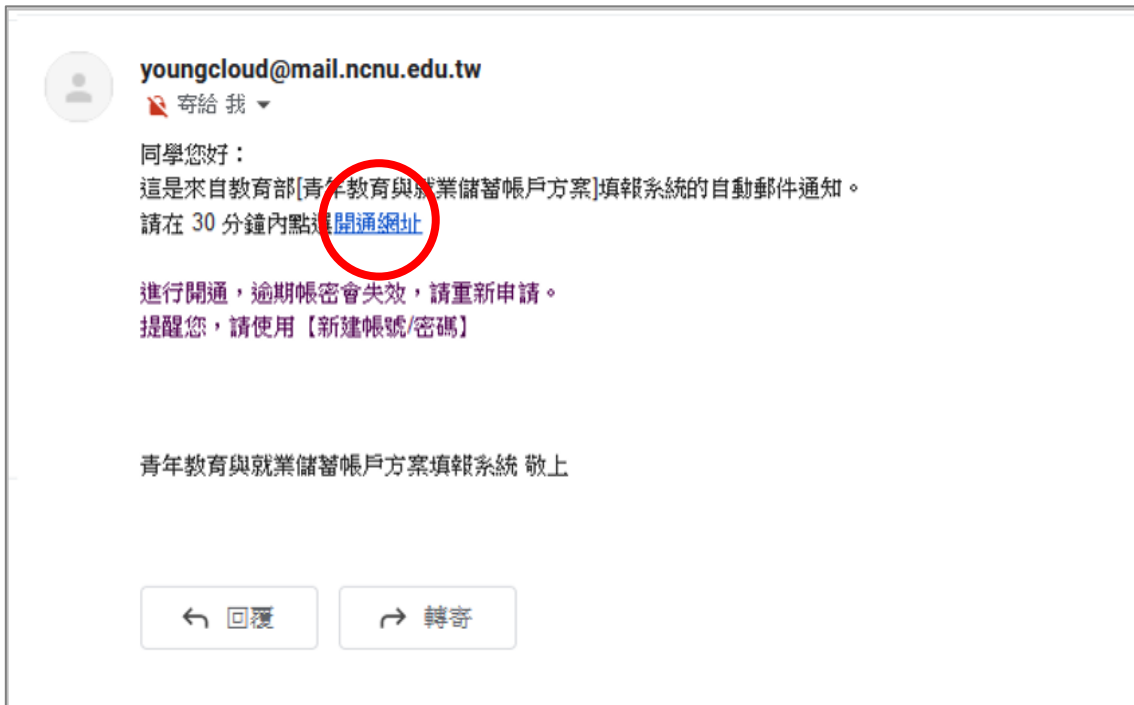 youngcloud@mail.ncnu.edu.tw
寄給 我
同學您好：
這是來自教育部[青年教育與就業儲蓄帳戶方案]填報系統的自動郵件通知。
請在 30 分鐘內點選開通網址
進行開通，逾期帳密會失效，請重新申請。
提醒您，請使用【新建帳號/密碼】
青年教育與就業儲蓄帳戶方案填報系統 敬上
回覆
轉寄